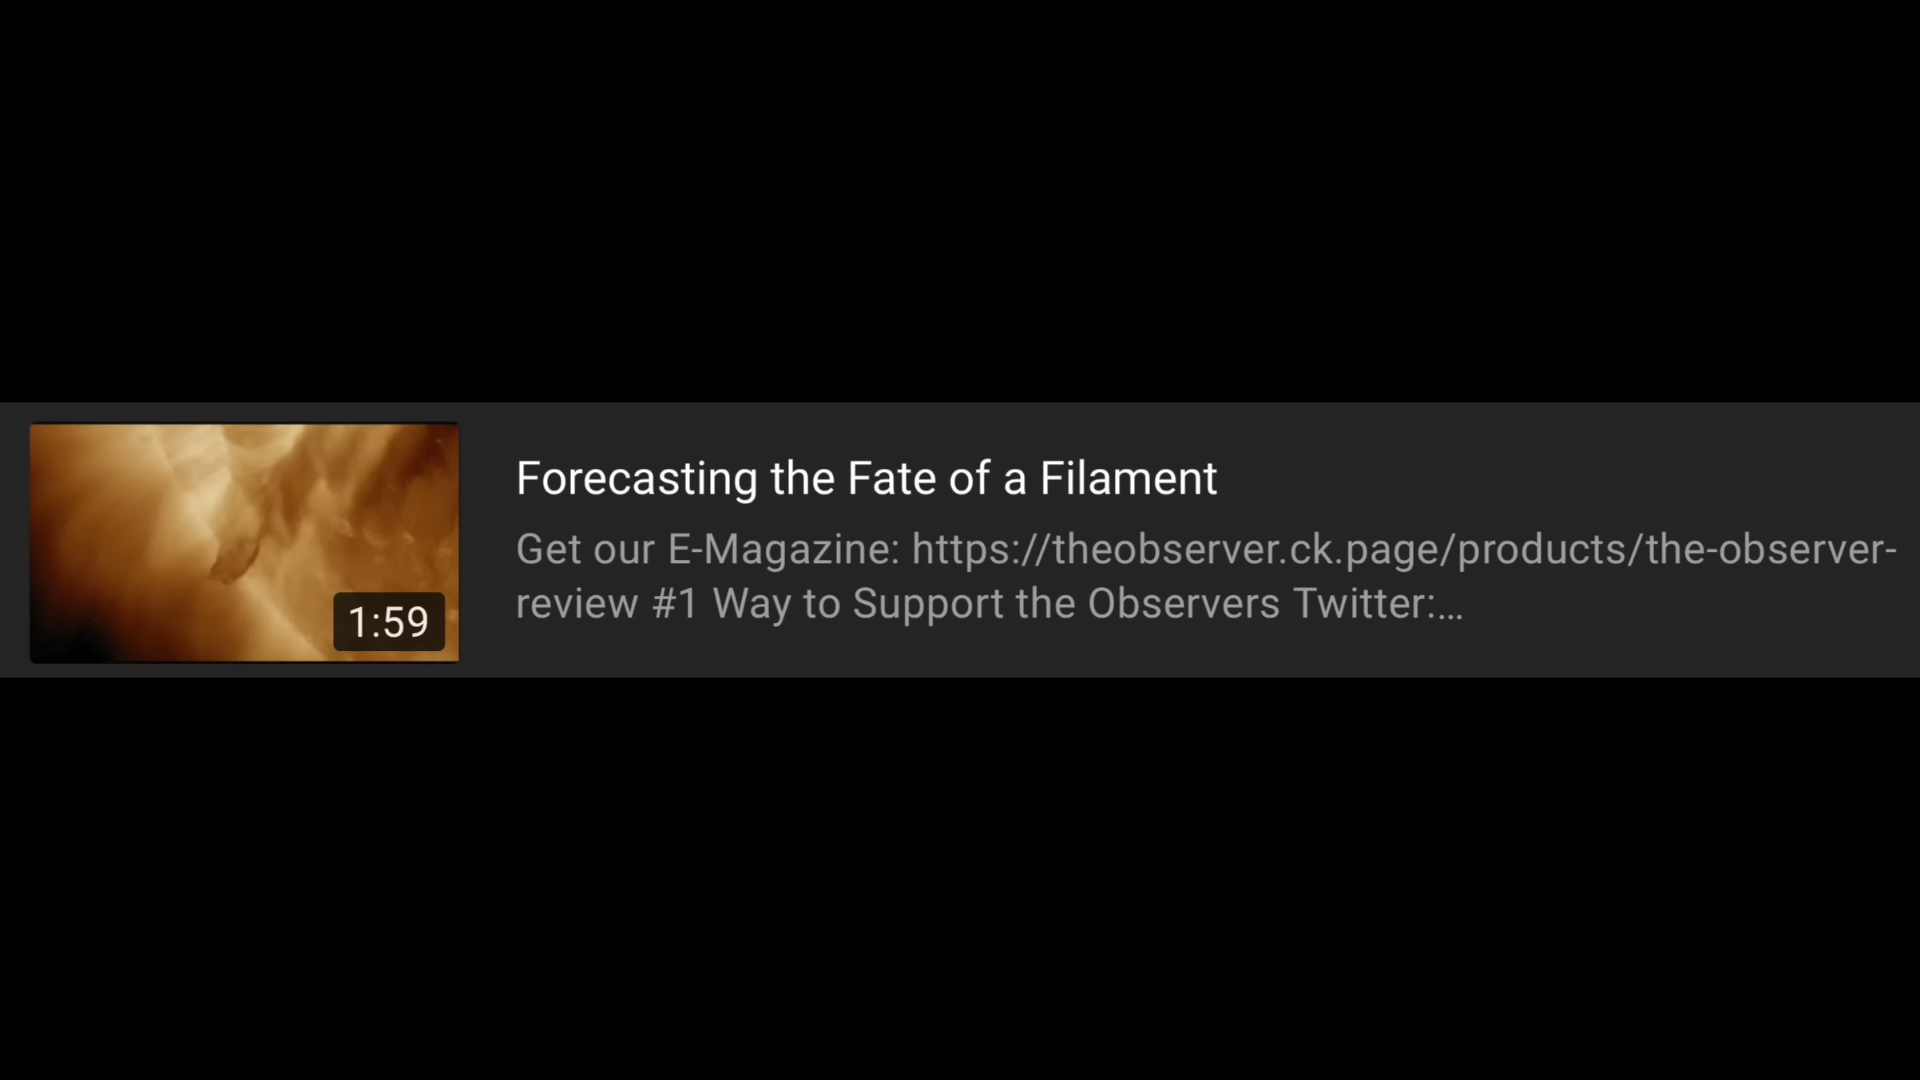 Forecasting the Fate of a Filament
Get our E-Magazine: https://theobserver.ck.page/products/the-observer-
review #1 Way to Support the Observers Twitter:...
1:59